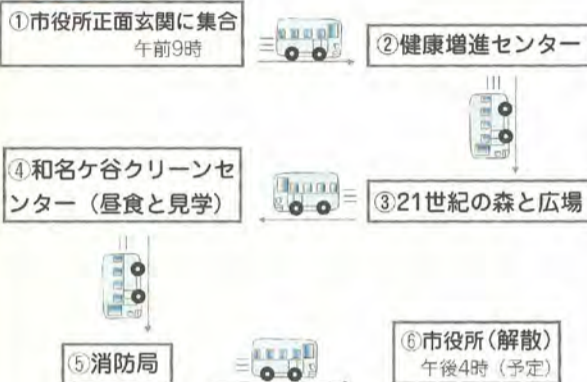 ①市役所正面玄関に集合
午前9時
②健康増進センター
③21世紀の森と広場
④和名ケ谷クリーンセ
ンター（昼食と見学）
⑤消防局
⑥市役所（解散）
午後4時（予定）